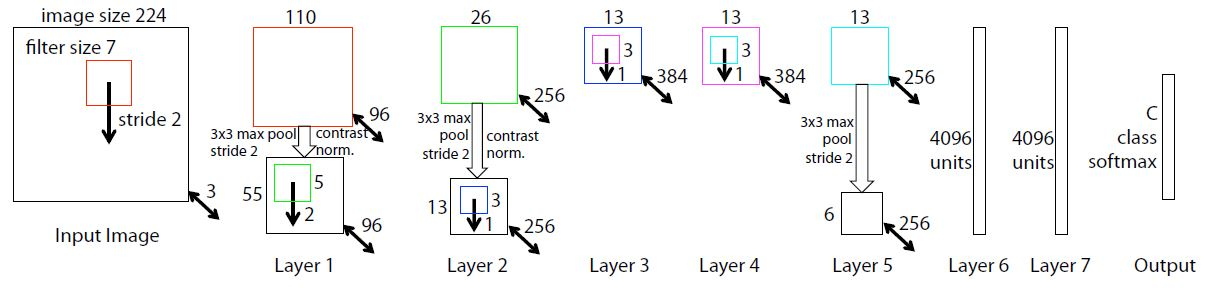 image size 224
filter size 7
stride 2
3
Input Image
110
96
3x3 max pool
stride 2
contrast
norm.
55
5
2
96
Layer 1
26
256
3x3 max
pool
stride 2
contrast
norm.
13
3
1
256
Layer 2
13
3
1
384
Layer 3
13
3
1
384
Layer 4
13
256
3x3 max
pool
stride 2
6
256
Layer 5
4096
units
Layer 6
4096
units
Layer 7
C
class
softmax
Output